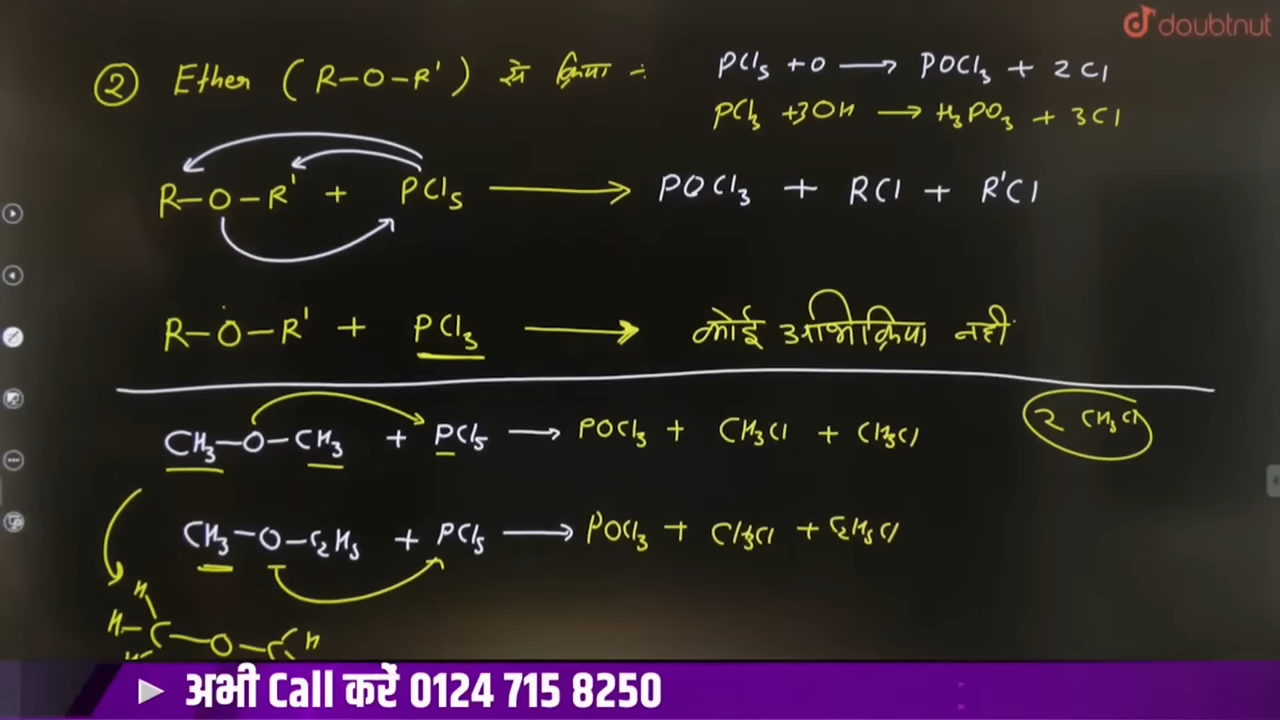 doubtnut
② Ether (R-O-R') से क्रिया :-
PCl₅ + O ⟶ POCl₃ + 2Cl
PCl₃ + 3OH ⟶ H₃PO₃ + 3Cl
R-O-R' + PCl₅ ⟶ POCl₃ + RCl + R'Cl
R-O-R' + PCl₃ ⟶ कोई अभिक्रिया नही
CH₃-O-CH₃ + PCl₅ ⟶ POCl₃ + CH₃Cl + CH₃Cl
2 CH₃Cl
CH₃-O-C₂H₅ + PCl₅ ⟶ POCl₃ + CH₃Cl + C₂H₅Cl
H
H-C-O-C H
अभी Call करें 0124 715 8250